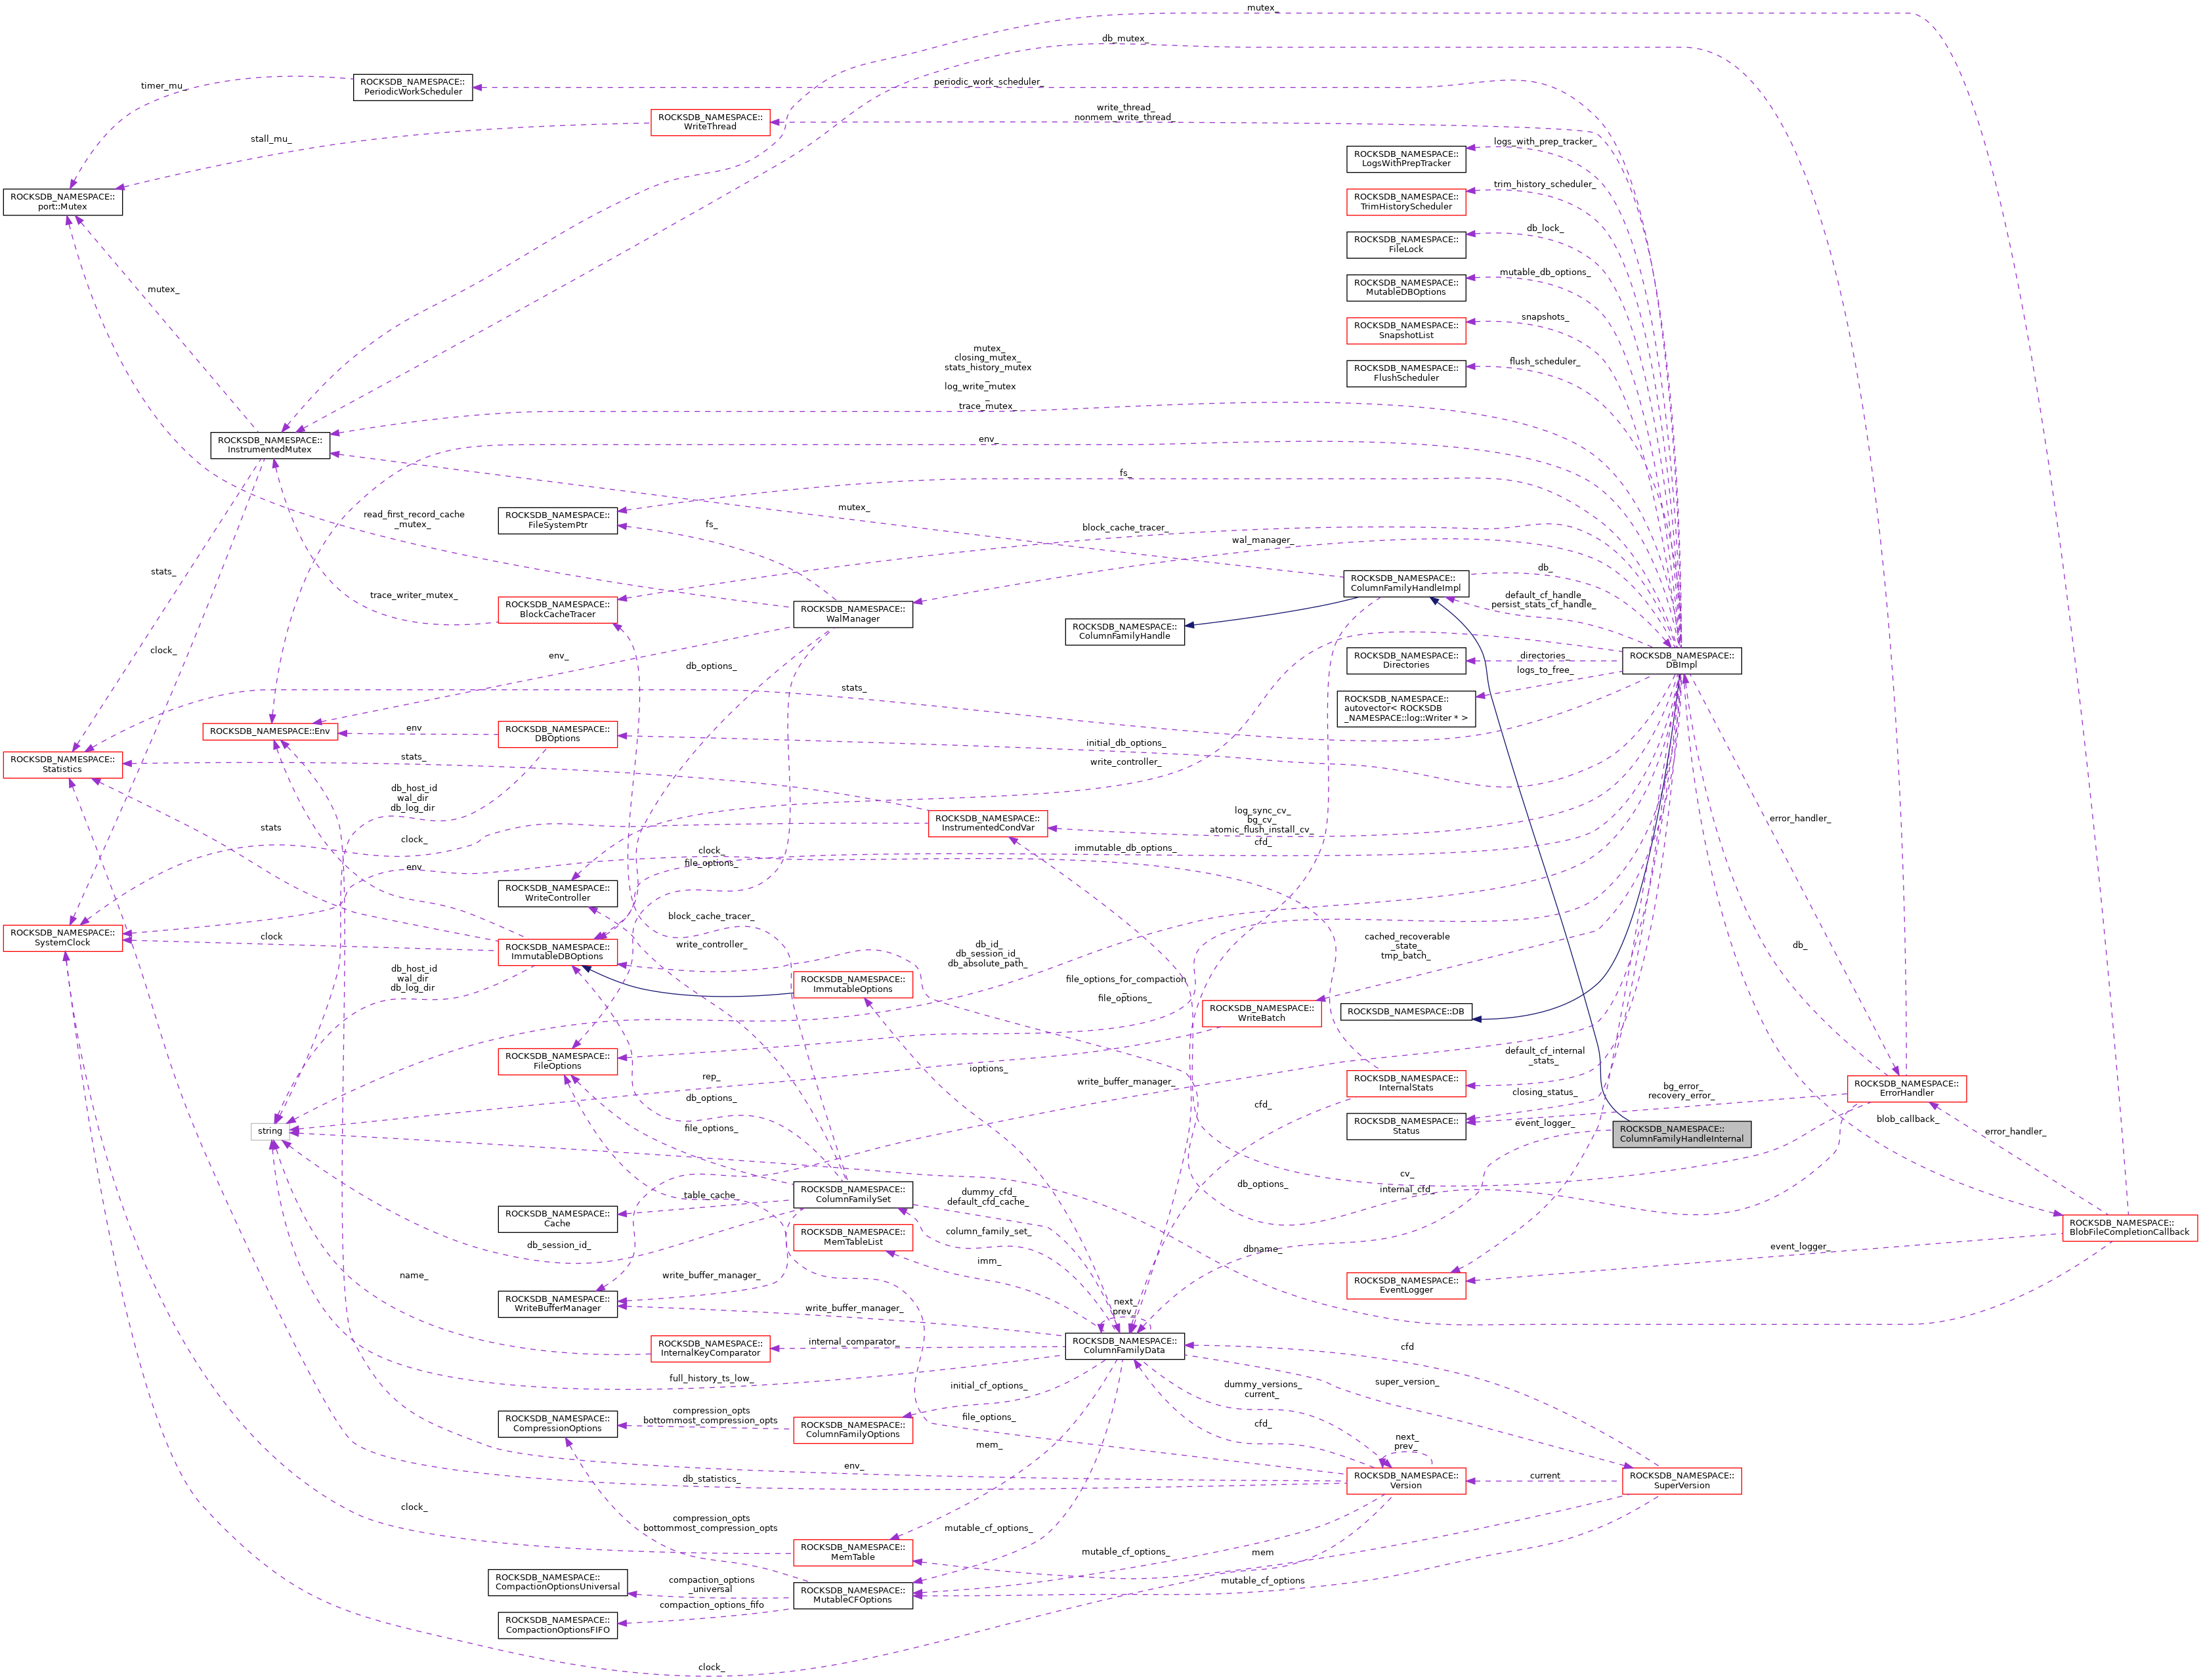 mutex_
db_mutex_
periodic_work_scheduler_
timer_mu_
ROCKSDB_NAMESPACE::
PeriodicWorkScheduler
write_thread_
nonmem_write_thread_
ROCKSDB_NAMESPACE::
WriteThread
stall_mu_
logs_with_prep_tracker_
ROCKSDB_NAMESPACE::
LogsWithPrepTracker
trim_history_scheduler_
ROCKSDB_NAMESPACE::
TrimHistoryScheduler
ROCKSDB_NAMESPACE::
port::Mutex
db_lock_
ROCKSDB_NAMESPACE::
FileLock
mutable_db_options_
ROCKSDB_NAMESPACE::
MutableDBOptions
mutex_
snapshots_
ROCKSDB_NAMESPACE::
SnapshotList
mutex_
closing_mutex_
stats_history_mutex
_
log_write_mutex
_
trace_mutex_
flush_scheduler_
ROCKSDB_NAMESPACE::
FlushScheduler
ROCKSDB_NAMESPACE::
InstrumentedMutex
env_
fs_
mutex_
read_first_record_cache
_mutex_
ROCKSDB_NAMESPACE::
FileSystemPtr
fs_
block_cache_tracer_
wal_manager_
stats_
trace_writer_mutex_
ROCKSDB_NAMESPACE::
BlockCacheTracer
ROCKSDB_NAMESPACE::
WalManager
ROCKSDB_NAMESPACE::
ColumnFamilyHandleImpl
db_
default_cf_handle_
persist_stats_cf_handle_
ROCKSDB_NAMESPACE::
ColumnFamilyHandle
clock_
env_
db_options_
ROCKSDB_NAMESPACE::
Directories
directories_
ROCKSDB_NAMESPACE::
DBImpl
logs_to_free_
stats_
ROCKSDB_NAMESPACE::
autovector< ROCKSDB
_NAMESPACE::log::Writer * >
ROCKSDB_NAMESPACE::Env
env
ROCKSDB_NAMESPACE::
DBOptions
initial_db_options_
ROCKSDB_NAMESPACE::
Statistics
stats_
write_controller_
db_host_id
wal_dir
db_log_dir
ROCKSDB_NAMESPACE::
InstrumentedCondVar
log_sync_cv_
bg_cv_
atomic_flush_install_cv_
cfd_
error_handler_
stats
clock_
clock_
file_options_
immutable_db_options_
env
ROCKSDB_NAMESPACE::
WriteController
block_cache_tracer_
ROCKSDB_NAMESPACE::
SystemClock
clock
ROCKSDB_NAMESPACE::
ImmutableDBOptions
write_controller_
db_id_
db_session_id_
db_absolute_path_
cached_recoverable
_state_
tmp_batch_
db_
db_host_id
wal_dir
db_log_dir
ROCKSDB_NAMESPACE::
ImmutableOptions
file_options_for_compaction
_
file_options_
ROCKSDB_NAMESPACE::
WriteBatch
ROCKSDB_NAMESPACE::DB
ROCKSDB_NAMESPACE::
FileOptions
default_cf_internal
_stats_
rep_
ioptions_
write_buffer_manager_
ROCKSDB_NAMESPACE::
InternalStats
closing_status_
bg_error_
recovery_error_
ROCKSDB_NAMESPACE::
ErrorHandler
db_options_
cfd_
string
file_options_
ROCKSDB_NAMESPACE::
Status
event_logger_
ROCKSDB_NAMESPACE::
ColumnFamilyHandleInternal
blob_callback_
error_handler_
cv_
table_cache_
ROCKSDB_NAMESPACE::
ColumnFamilySet
dummy_cfd_
default_cfd_cache_
db_options_
internal_cfd_
ROCKSDB_NAMESPACE::
Cache
ROCKSDB_NAMESPACE::
BlobFileCompletionCallback
db_session_id_
ROCKSDB_NAMESPACE::
MemTableList
column_family_set_
dbname_
event_logger_
name_
write_buffer_manager_
imm_
ROCKSDB_NAMESPACE::
EventLogger
ROCKSDB_NAMESPACE::
WriteBufferManager
write_buffer_manager_
next_
prev_
ROCKSDB_NAMESPACE::
InternalKeyComparator
internal_comparator_
ROCKSDB_NAMESPACE::
ColumnFamilyData
cfd
full_history_ts_low_
initial_cf_options_
dummy_versions_
current_
super_version_
ROCKSDB_NAMESPACE::
CompressionOptions
compression_opts
bottommost_compression_opts
ROCKSDB_NAMESPACE::
ColumnFamilyOptions
file_options_
cfd_
mem_
next_
prev_
env_
db_statistics_
ROCKSDB_NAMESPACE::
Version
current
ROCKSDB_NAMESPACE::
SuperVersion
clock_
compression_opts
bottommost_compression_opts
mutable_cf_options_
ROCKSDB_NAMESPACE::
MemTable
mutable_cf_options_
mem
ROCKSDB_NAMESPACE::
CompactionOptionsUniversal
compaction_options
_universal
ROCKSDB_NAMESPACE::
MutableCFOptions
mutable_cf_options
compaction_options_fifo
ROCKSDB_NAMESPACE::
CompactionOptionsFIFO
clock_